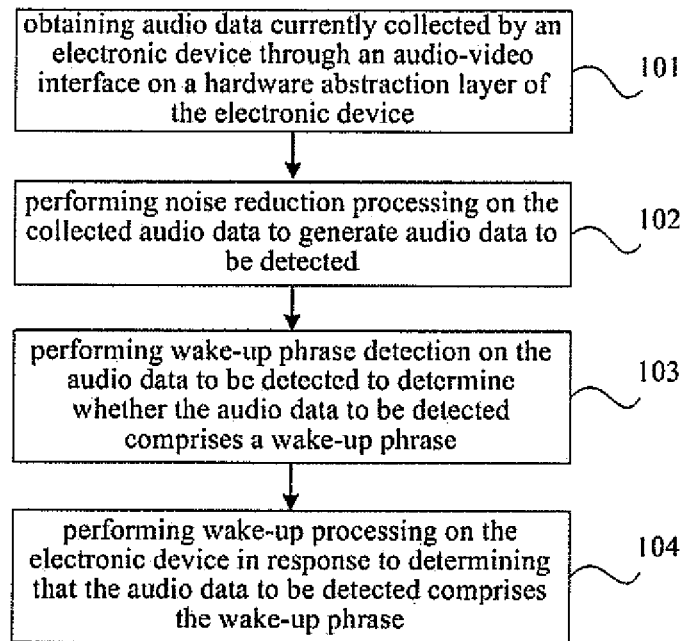 obtaining audio data currently collected by an
electronic device through an audio-video
interface on a hardware abstraction layer of
the electronic device
101
performing noise reduction processing on the
collected audio data to generate audio data to
be detected
102
performing wake-up phrase detection on the
audio data to be detected to determine
whether the audio data to be detected
comprises a wake-up phrase
103
performing wake-up processing on the
electronic device in response to determining
that the audio data to be detected comprises
the wake-up phrase
104